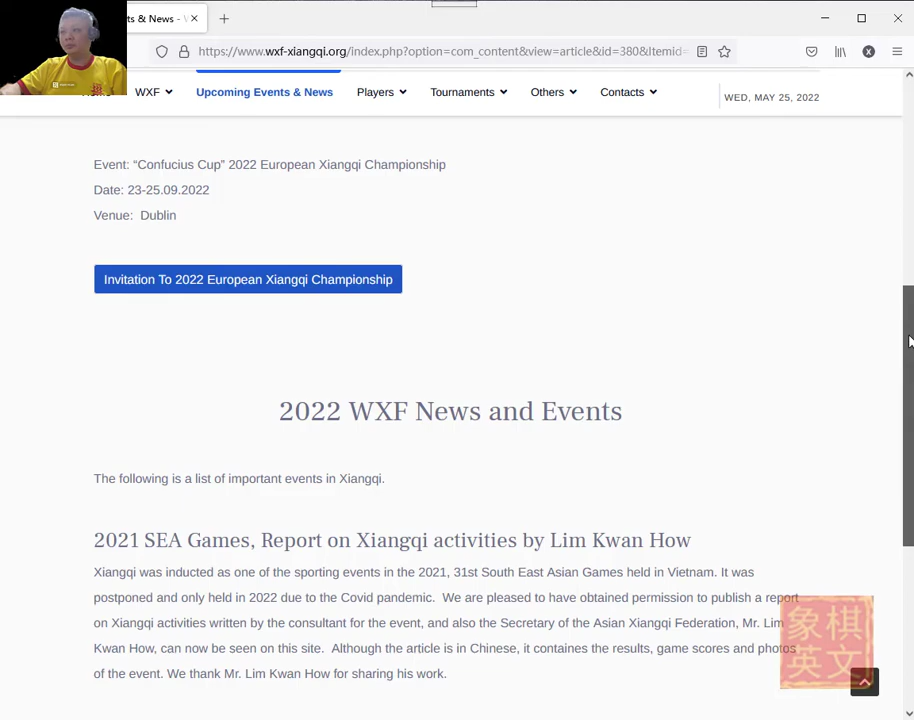 ts & News -
https://www.wxf-xiangqi.org/index.php?option=com_content&view=article&id=380&Itemid=
WXF
Upcoming Events & News
Players
Tournaments
Others
Contacts
WED, MAY 25, 2022
Event: “Confucius Cup” 2022 European Xiangqi Championship
Date: 23-25.09.2022
Venue: Dublin
Invitation To 2022 European Xiangqi Championship
2022 WXF News and Events
The following is a list of important events in Xiangqi.
2021 SEA Games, Report on Xiangqi activities by Lim Kwan How
Xiangqi was inducted as one of the sporting events in the 2021, 31st South East Asian Games held in Vietnam. It was
postponed and only held in 2022 due to the Covid pandemic. We are pleased to have obtained permission to publish a report
on Xiangqi activities written by the consultant for the event, and also the Secretary of the Asian Xiangqi Federation, Mr. Lim
Kwan How, can now be seen on this site. Although the article is in Chinese, it containes the results, game scores and photos
of the event. We thank Mr. Lim Kwan How for sharing his work.
象棋
英文